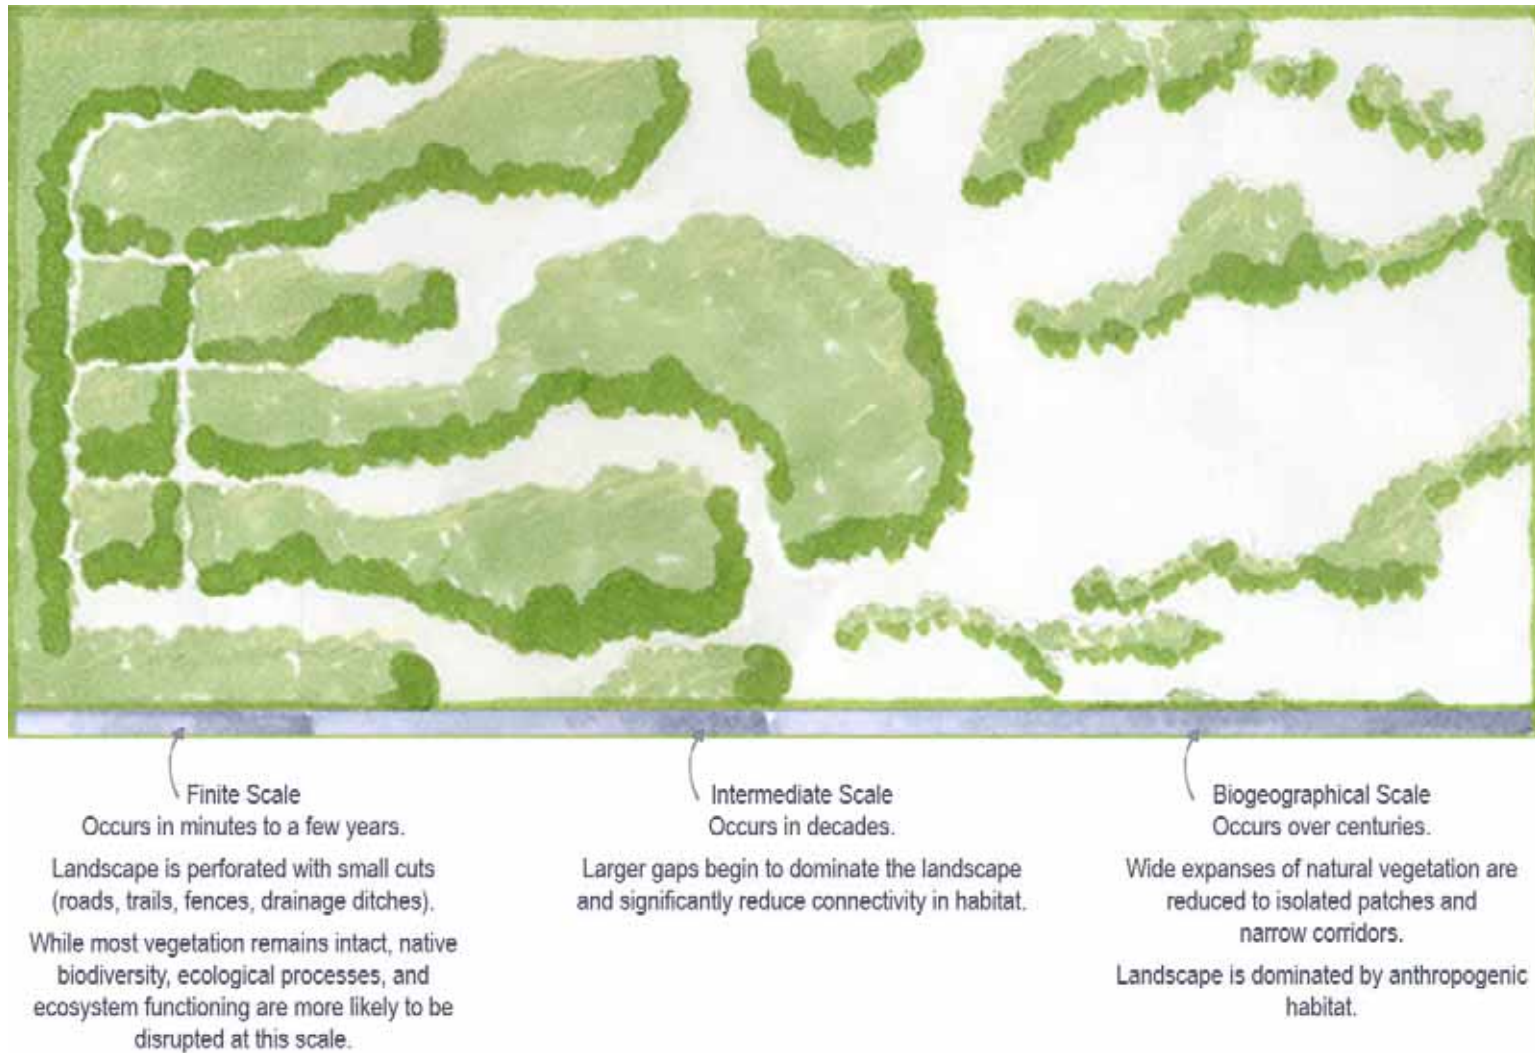 Finite Scale
Occurs in minutes to a few years.
Landscape is perforated with small cuts
(roads, trails, fences, drainage ditches).
While most vegetation remains intact, native
biodiversity, ecological processes, and
ecosystem functioning are more likely to be
disrupted at this scale.
Intermediate Scale
Occurs in decades.
Larger gaps begin to dominate the landscape
and significantly reduce connectivity in habitat.
Biogeographical Scale
Occurs over centuries.
Wide expanses of natural vegetation are
reduced to isolated patches and
narrow corridors.
Landscape is dominated by anthropogenic
habitat.